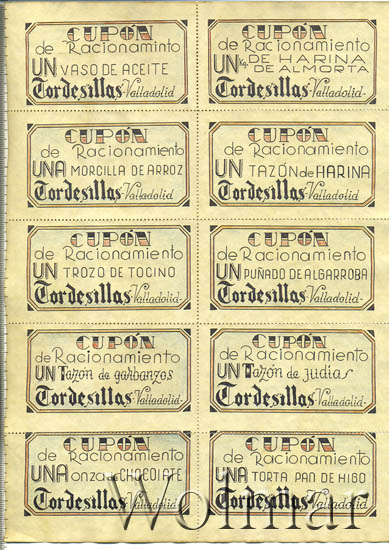 CUPÓN
de Racionaminto
UN VASO DE ACEITE
Tordesillas-Valladolid-
CUPÓN
de Racionamiento
UN Kg. DE HARINA
DE ALMORTA
Tordesillas-Valladolid-
CUPÓN
de Racionamiento
UNA MORCILLA DE ARROZ
Tordesillas-Valladolid
CUPÓN
de Racionamiento
UN TAZÓN de HARINA
Tordesillas-Valladolid
CUPÓN
de Racionamiento
UN TROZO DE TOCINO
Tordesillas-Valladolid-
CUPÓN
de Racionamiento
UN PUÑADO DE ALGARROBA
Tordesillas-Valladolid-
CUPÓN
de Racionamiento
UN Tazón de garbanzos
Tordesillas-Valladolid-
CUPÓN
de Racionamiento
UN Tazón de judias
Tordesillas-Valladolid-
CUPÓN
de Racionamiento
UNA onza de CHOCOLATE
Tordesillas-Valladolid-
CUPÓN
de Racionamiento
UNA TORTA PAN DE HIGO
Tordesillas-Valladolid-
Wolmar